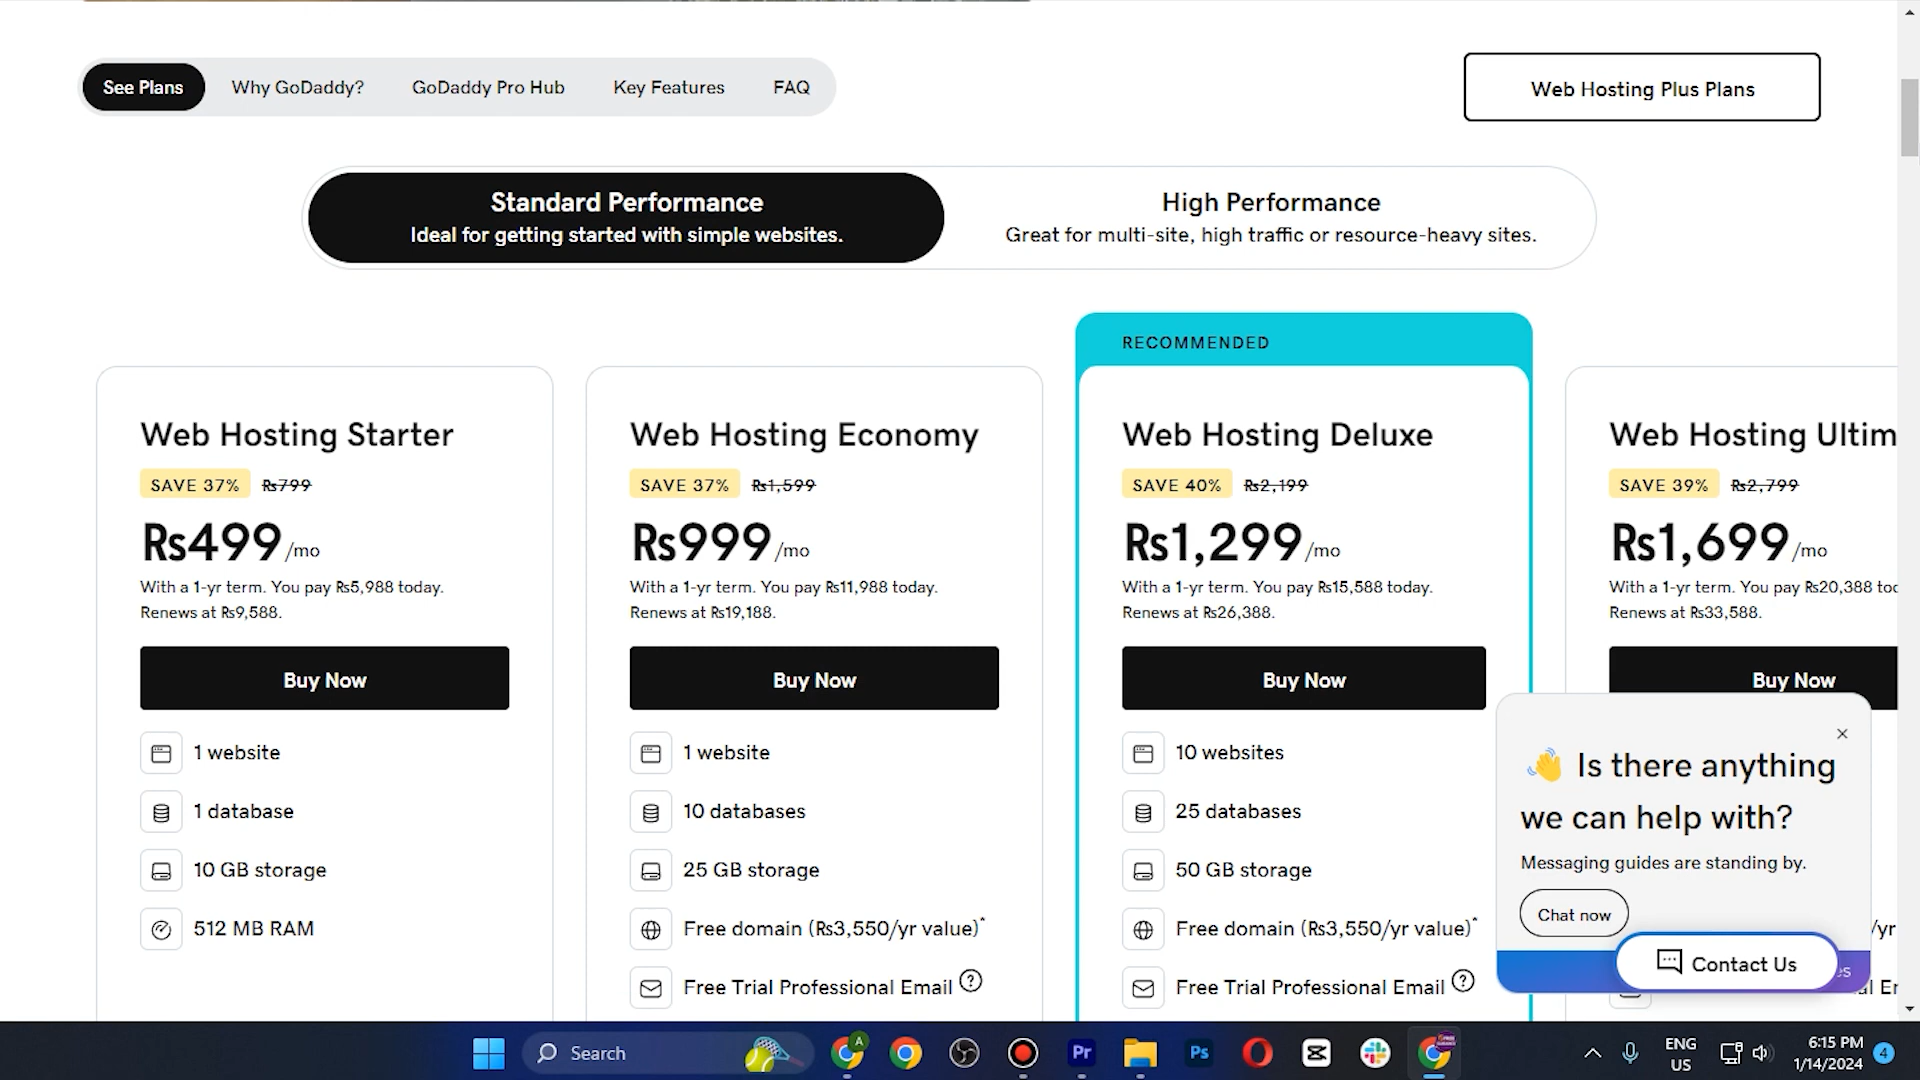 See Plans
Why GoDaddy?
GoDaddy Pro Hub
Key Features
FAQ
Web Hosting Plus Plans
Standard Performance
Ideal for getting started with simple websites.
High Performance
Great for multi-site, high traffic or resource-heavy sites.
Web Hosting Starter
SAVE 37% ₨799
₨499/mo
With a 1-yr term. You pay ₨5,988 today.
Renews at ₨9,588.
Buy Now
1 website
1 database
10 GB storage
512 MB RAM
Web Hosting Economy
SAVE 37% ₨1,599
₨999/mo
With a 1-yr term. You pay ₨11,988 today.
Renews at ₨19,188.
Buy Now
1 website
10 databases
25 GB storage
Free domain (₨3,550/yr value)*
Free Trial Professional Email ?
RECOMMENDED
Web Hosting Deluxe
SAVE 40% ₨2,199
₨1,299/mo
With a 1-yr term. You pay ₨15,588 today.
Renews at ₨26,388.
Buy Now
10 websites
25 databases
50 GB storage
Free domain (₨3,550/yr value)*
Free Trial Professional Email ?
Web Hosting Ultim
SAVE 39% ₨2,799
₨1,699/mo
With a 1-yr term. You pay ₨20,388 toc
Renews at ₨33,588.
Buy Now
/yr
al Er
Is there anything
we can help with?
Messaging guides are standing by.
Chat now
es
Contact Us
Search
A
Pr
Ps
ENG
US
6:15 PM
1/14/2024
4